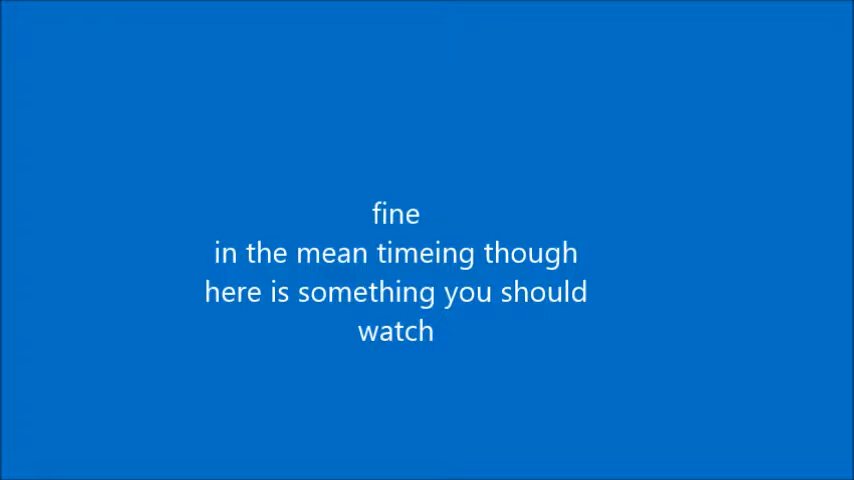 fine
in the mean timeing though
here is something you should
watch